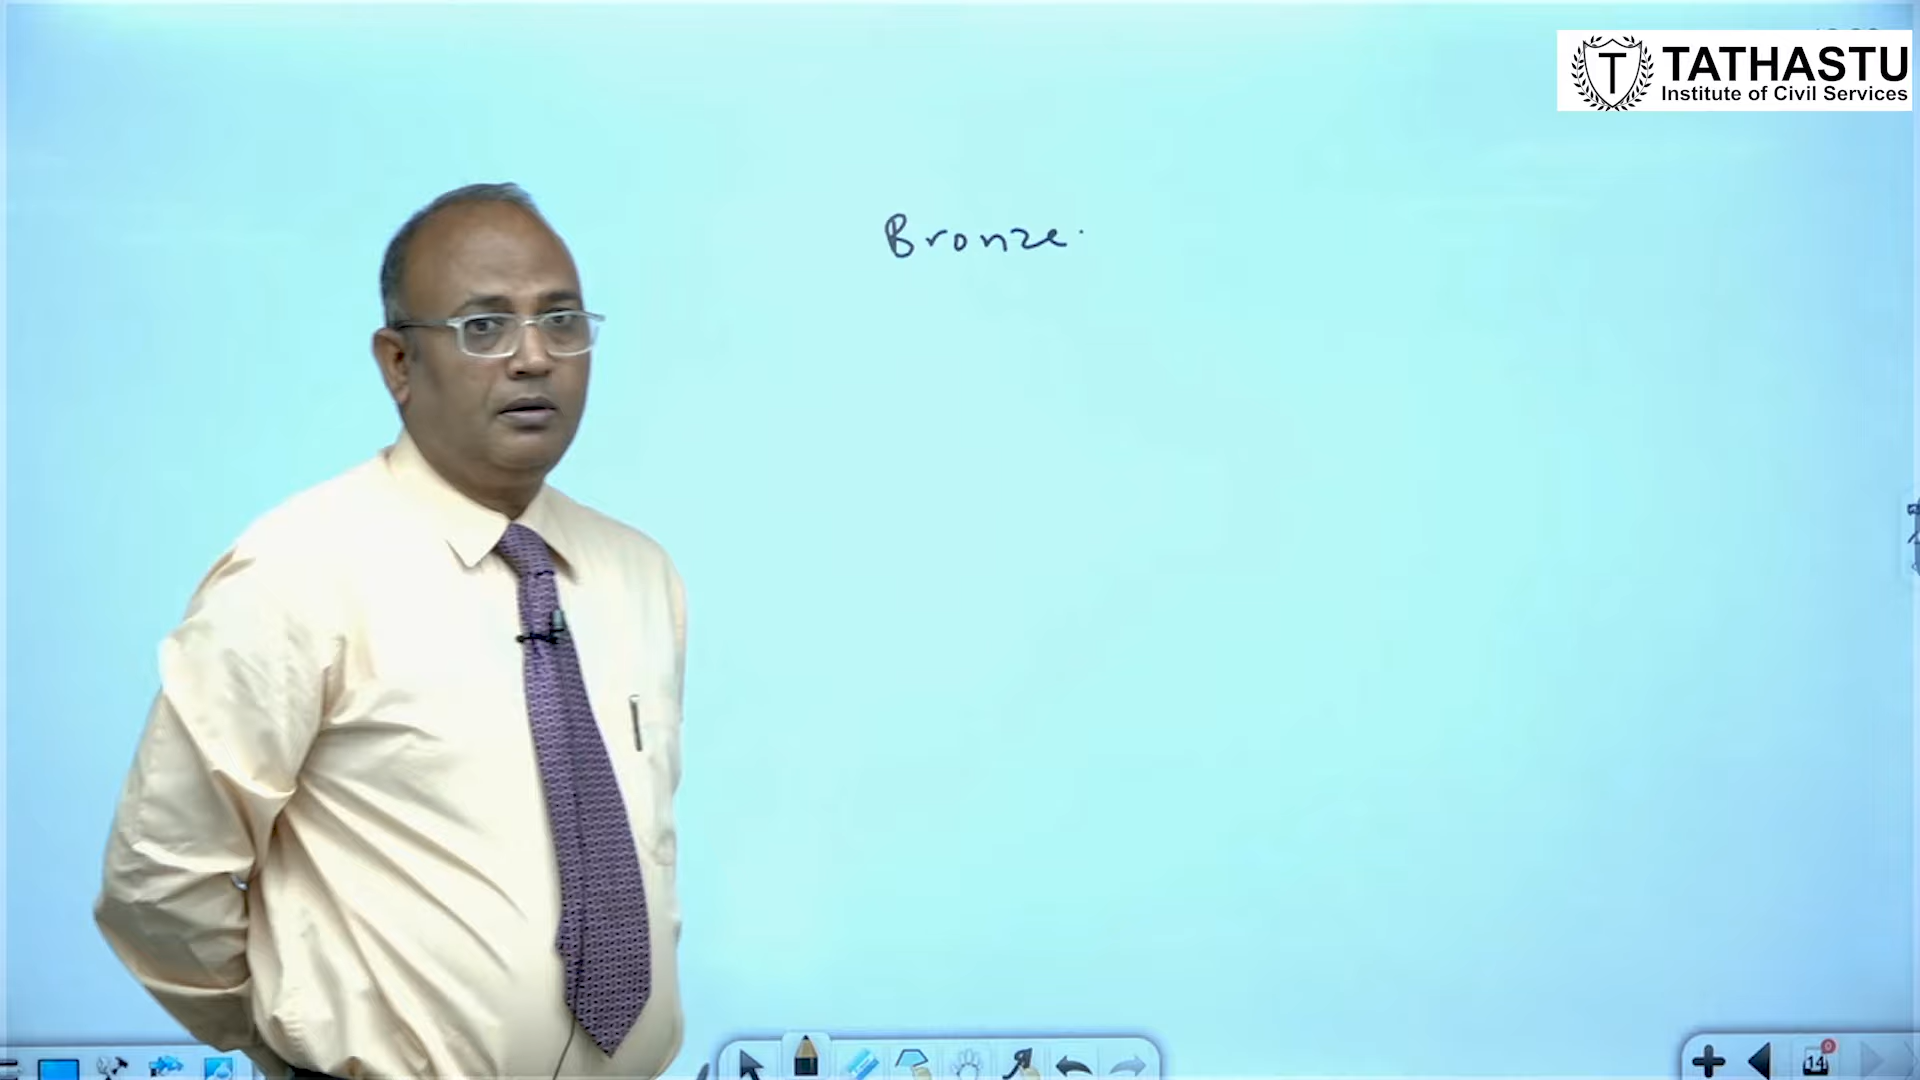 TATHASTU
Institute of Civil Services
T
Bronze.
14